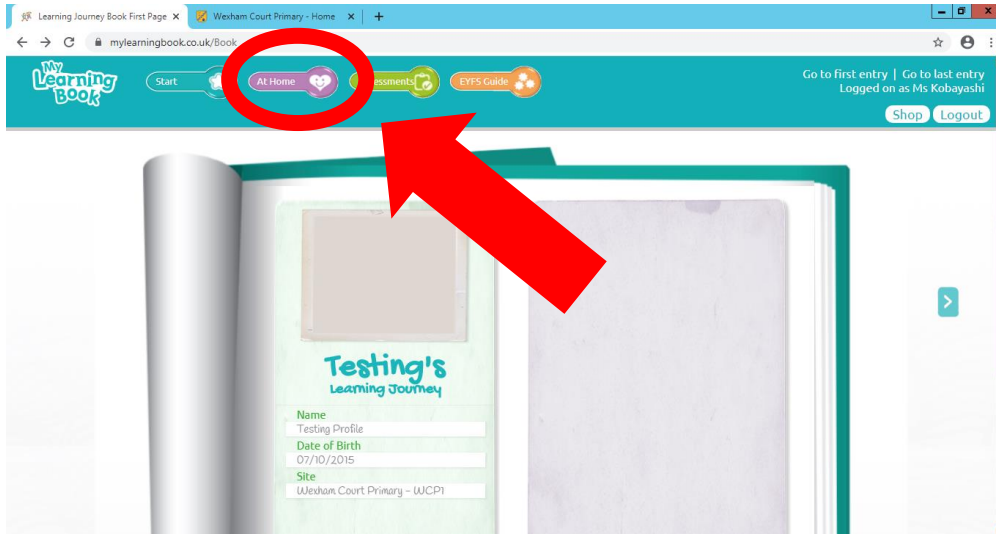 Learning Journey Book First Page
Wexham Court Primary - Home
mylearningbook.co.uk/Book
My
Learning
Book
Start
At Home
EYFS Guide
Go to first entry | Go to last entry
Logged on as Ms Kobayashi
Shop
Logout
Testing's
Learning Journey
Name
Testing Profile
Date of Birth
07/10/2015
Site
Wexham Court Primary - WCP1